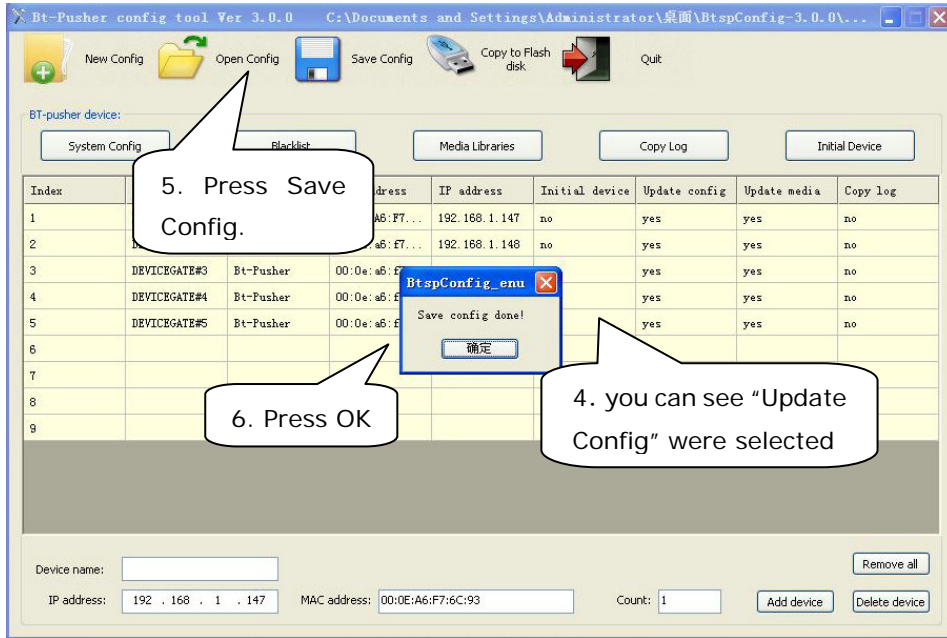 Bt-Pusher config tool Ver 3.0.0 C:\Documents and Settings\Administrator\桌面\BtspConfig-3.0.0\...
New Config Open Config Save Config Copy to Flash disk Quit
BT-pusher device:
System Config Blacklist Media Libraries Copy Log Initial Device
5. Press Save
Config.
Index IP address Initial device Update config Update media Copy log
1 192.168.1.147 no yes yes no
2 192.168.1.148 no yes yes no
3 DEVICEGATE#3 Bt-Pusher yes yes no
4 DEVICEGATE#4 Bt-Pusher yes yes no
5 DEVICEGATE#5 Bt-Pusher yes yes no
6
7
8
9
BtspConfig_enu
Save config done!
确定
6. Press OK
4. you can see “Update
Config” were selected
Device name:
Remove all
IP address: 192 . 168 . 1 . 147 MAC address: 00:0E:A6:F7:6C:93 Count: 1 Add device Delete device